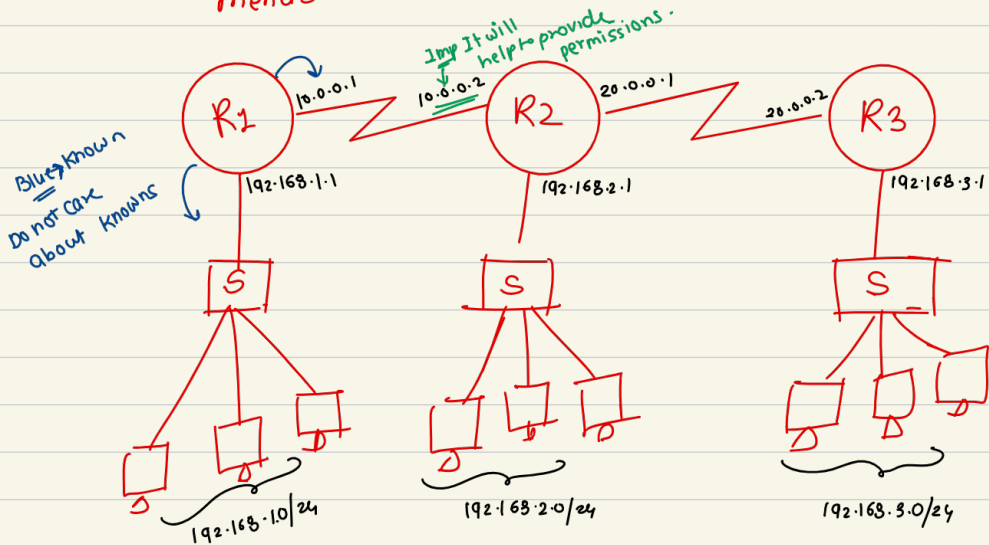 Imp It will
help to provide
permissions.
R1
10.0.0.1
10.0.0.2
R2
20.0.0.1
20.0.0.2
R3
Blue→Known
Do not care
about knowns
192.168.1.1
192.168.2.1
192.168.3.1
S
S
S
192.168.1.0/24
192.168.2.0/24
192.168.3.0/24